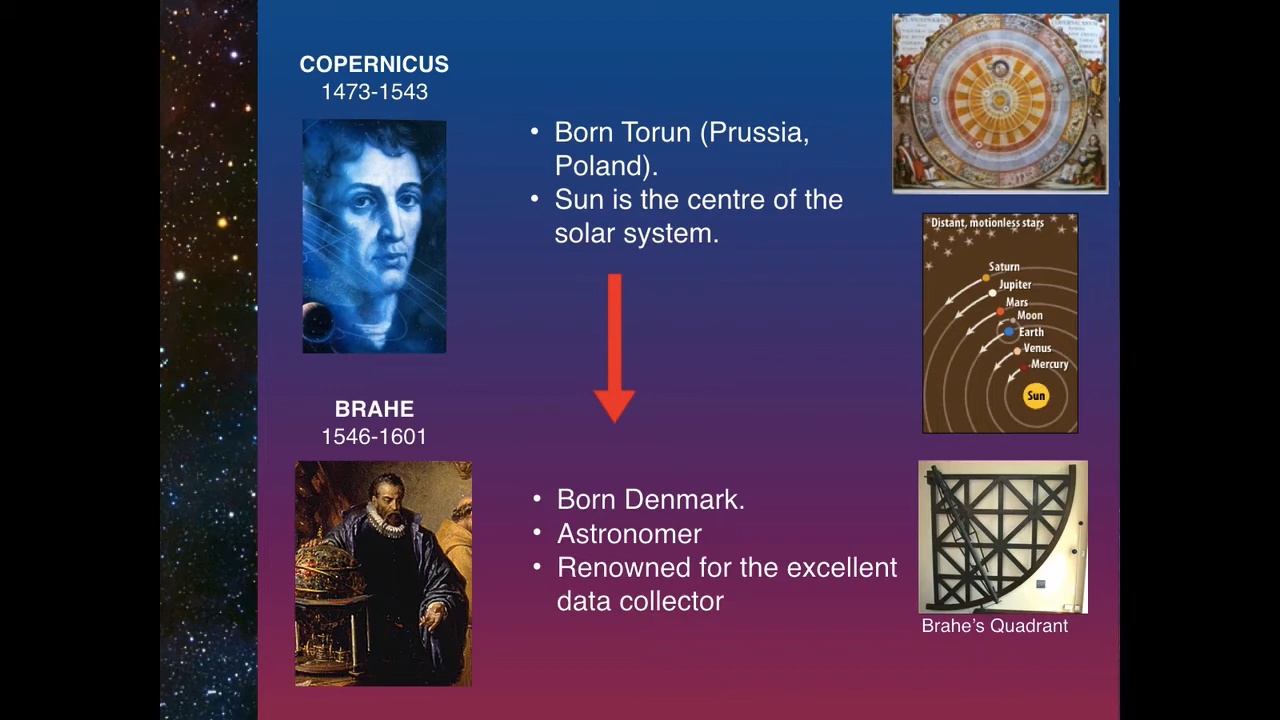 COPERNICUS
1473-1543
• Born Torun (Prussia,
Poland).
• Sun is the centre of the
solar system.
Distant, motionless stars
Saturn
Jupiter
Mars
Moon
Earth
Venus
Mercury
Sun
BRAHE
1546-1601
• Born Denmark.
• Astronomer
• Renowned for the excellent
data collector
Brahe's Quadrant